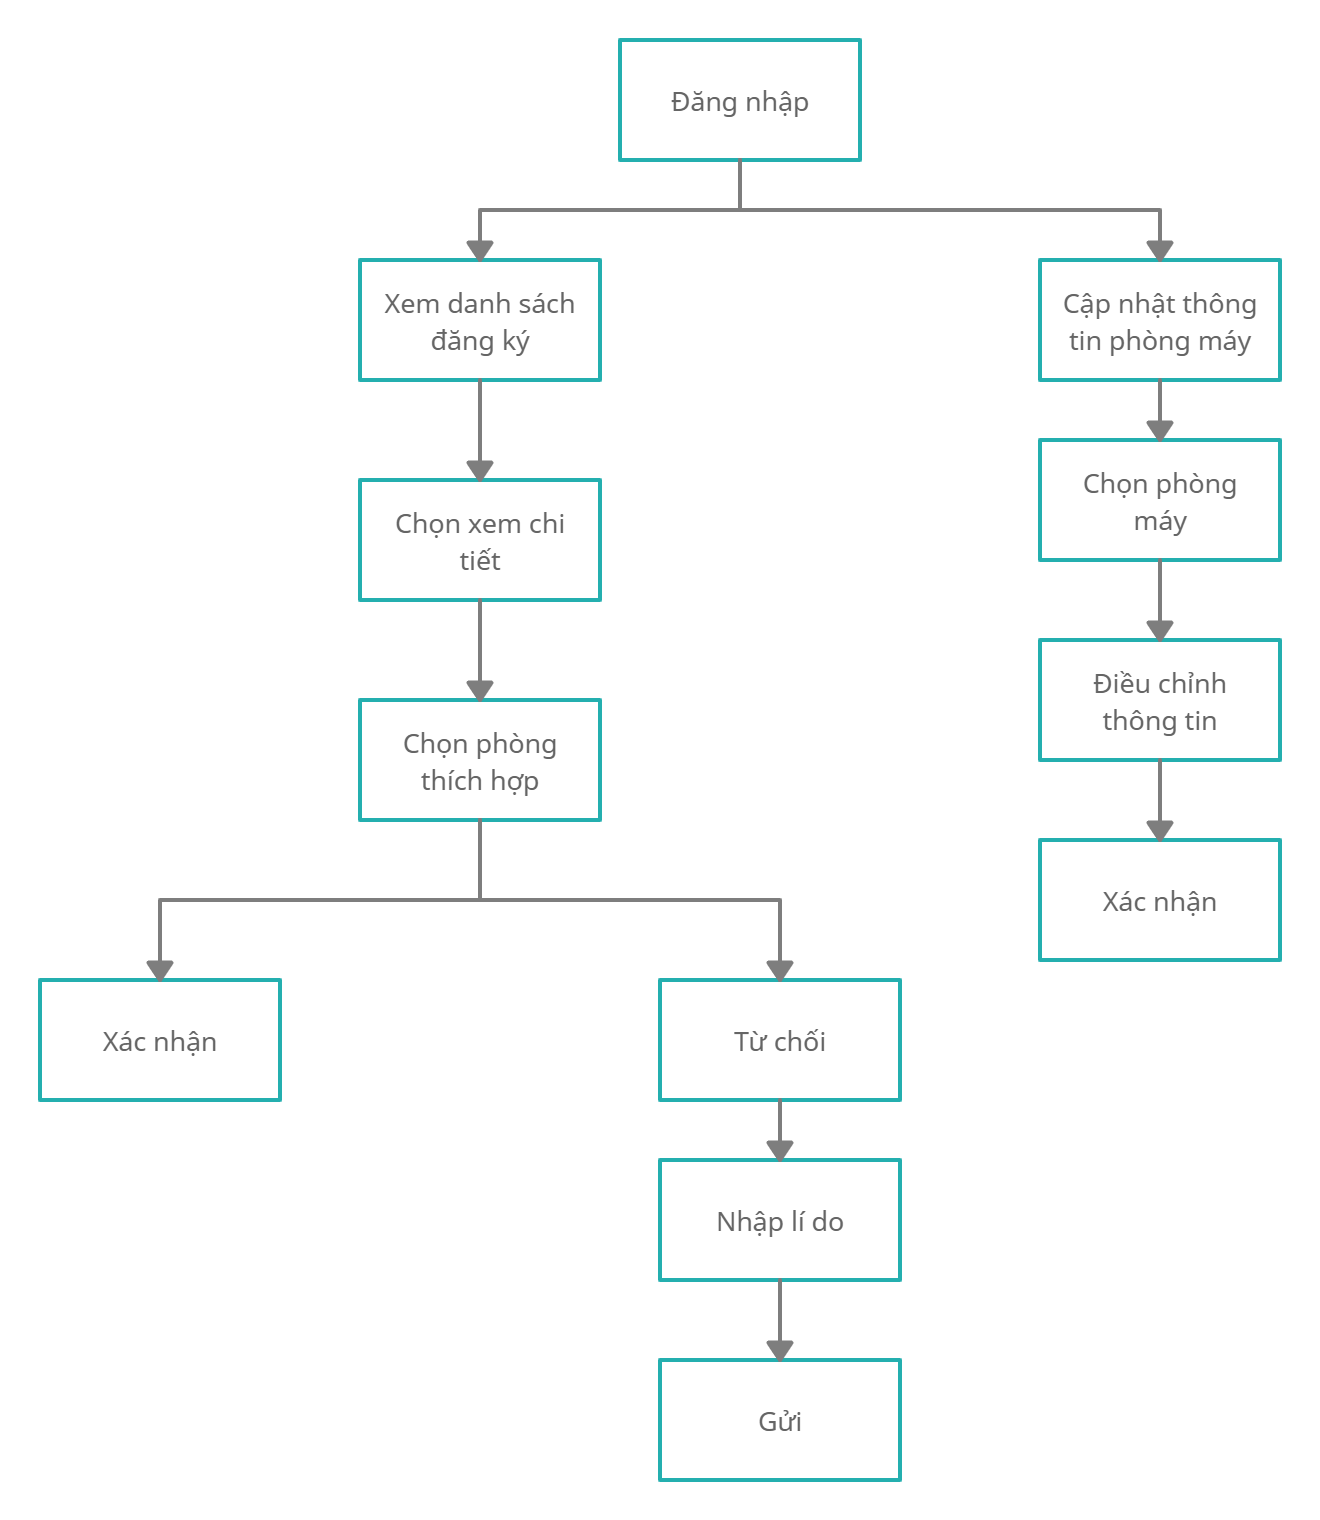 Đăng nhập
Xem danh sách
đăng ký
Chọn xem chi
tiết
Chọn phòng
thích hợp
Xác nhận
Từ chối
Nhập lí do
Gửi
Cập nhật thông
tin phòng máy
Chọn phòng
máy
Điều chỉnh
thông tin
Xác nhận